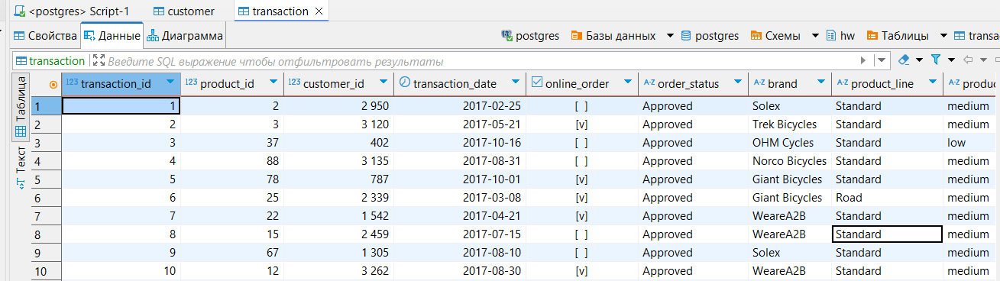 <postgres> Script-1 customer transaction
Свойства Данные Диаграмма postgres Базы данных postgres Схемы hw Таблицы transa
transaction Введите SQL выражение чтобы отфильтровать результаты
Таблица
Текст
123 transaction_id 123 product_id 123 customer_id transaction_date online_order A-Z order_status A-Z brand A-Z product_line A-Z produc
1 1 2 2 950 2017-02-25 [ ] Approved Solex Standard medium
2 2 3 3 120 2017-05-21 [v] Approved Trek Bicycles Standard medium
3 3 37 402 2017-10-16 [ ] Approved OHM Cycles Standard low
4 4 88 3 135 2017-08-31 [ ] Approved Norco Bicycles Standard medium
5 5 78 787 2017-10-01 [v] Approved Giant Bicycles Standard medium
6 6 25 2 339 2017-03-08 [v] Approved Giant Bicycles Road medium
7 7 22 1 542 2017-04-21 [v] Approved WeareA2B Standard medium
8 8 15 2 459 2017-07-15 [ ] Approved WeareA2B Standard medium
9 9 67 1 305 2017-08-10 [ ] Approved Solex Standard medium
10 10 12 3 262 2017-08-30 [v] Approved WeareA2B Standard medium